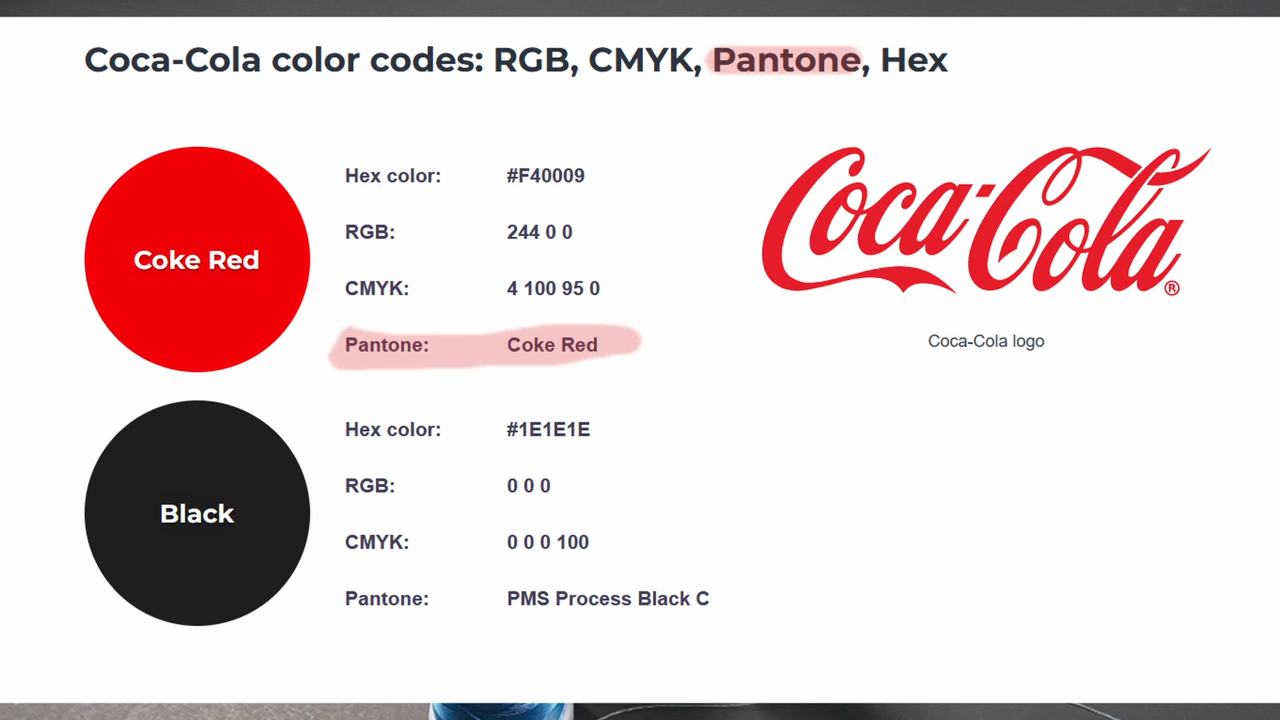 Coca-Cola color codes: RGB, CMYK, Pantone, Hex
Coke Red
Hex color: #F40009
RGB: 244 0 0
CMYK: 4 100 95 0
Pantone: Coke Red
Coca-Cola®
Coca-Cola logo
Black
Hex color: #1E1E1E
RGB: 0 0 0
CMYK: 0 0 0 100
Pantone: PMS Process Black C